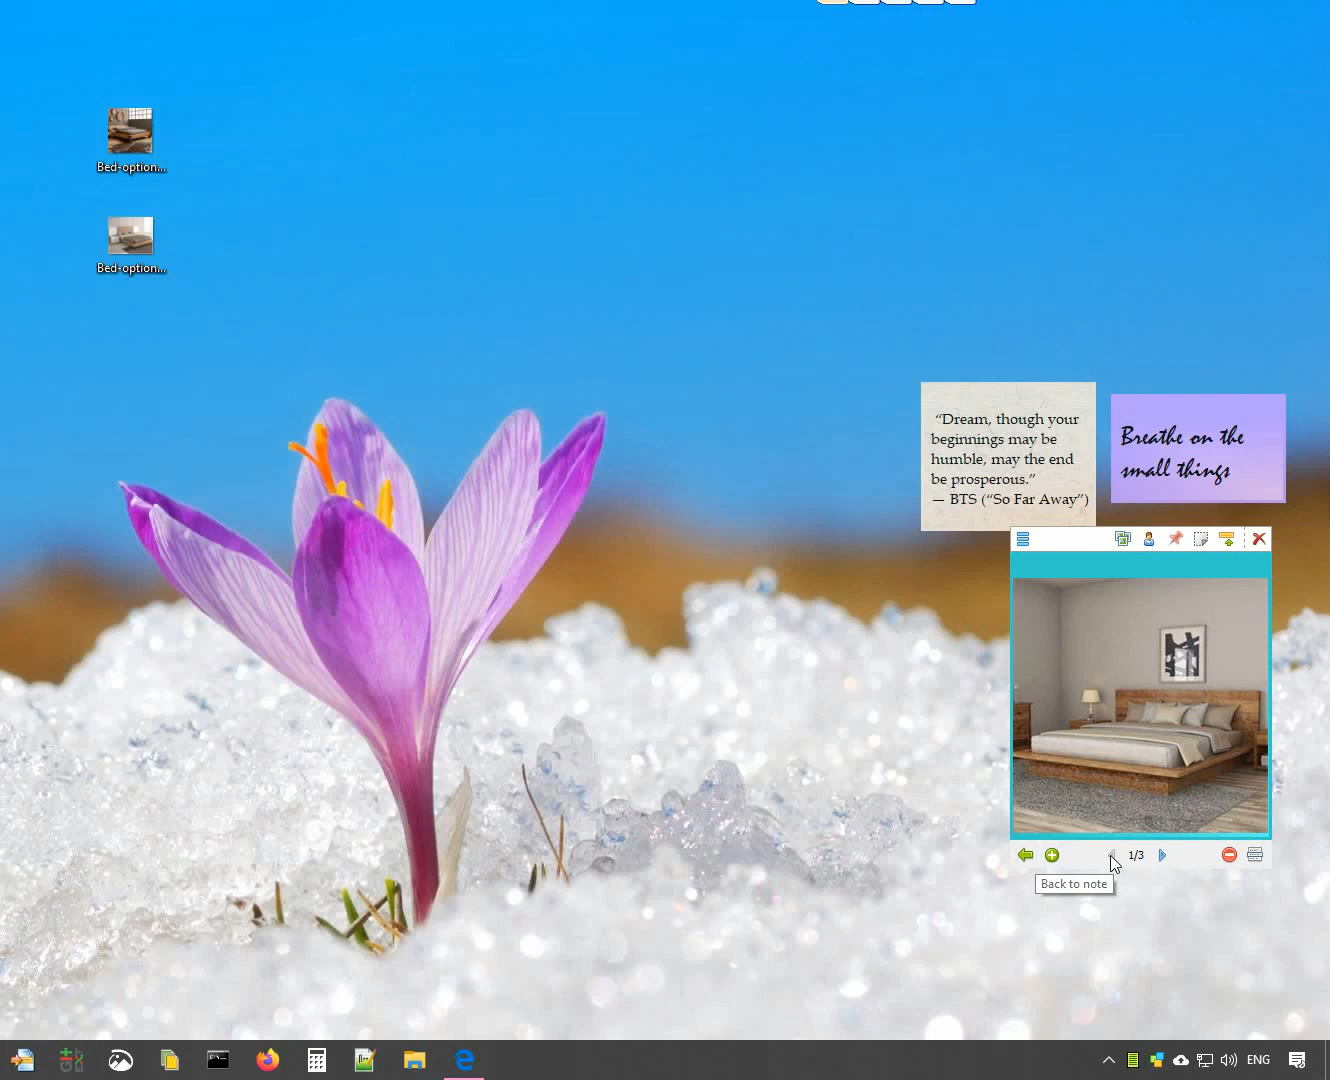 Bed-option...
Bed-option...
“Dream, though your
beginnings may be
humble, may the end
be prosperous.”
— BTS (“So Far Away”)
Breathe on the
small things
1/3
Back to note
ENG